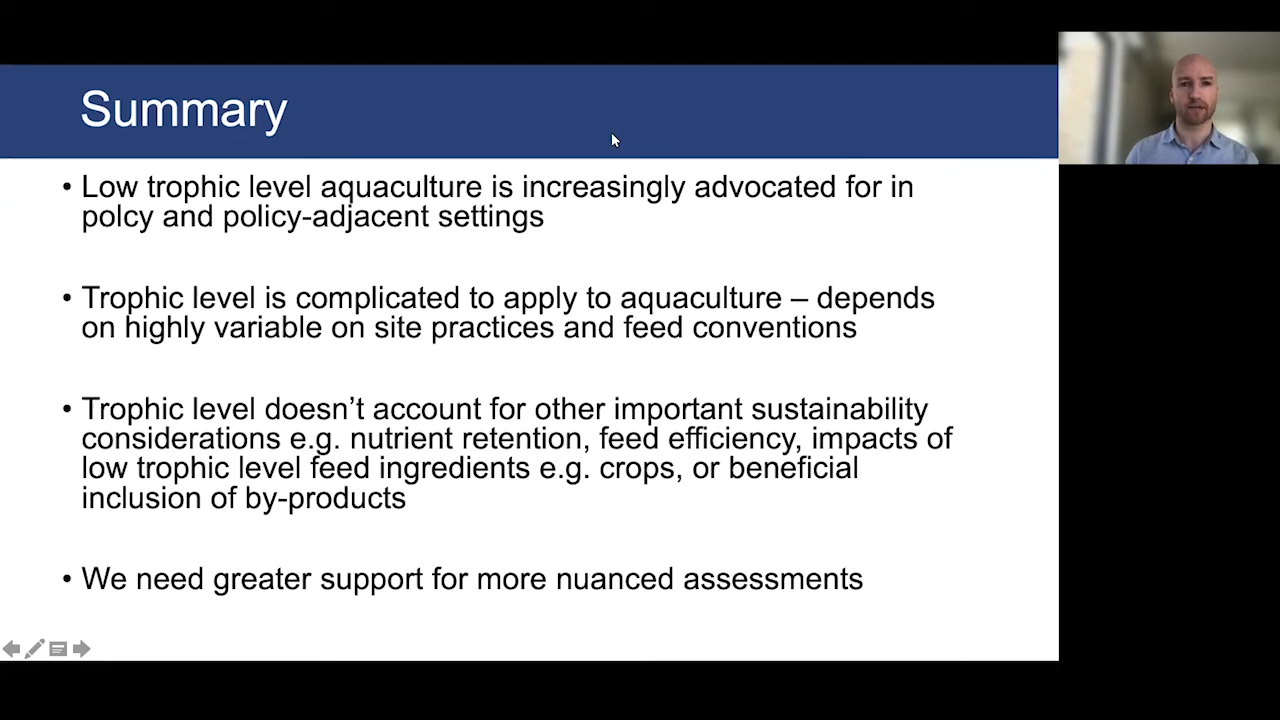 Summary
• Low trophic level aquaculture is increasingly advocated for in
polcy and policy-adjacent settings
• Trophic level is complicated to apply to aquaculture – depends
on highly variable on site practices and feed conventions
• Trophic level doesn’t account for other important sustainability
considerations e.g. nutrient retention, feed efficiency, impacts of
low trophic level feed ingredients e.g. crops, or beneficial
inclusion of by-products
• We need greater support for more nuanced assessments